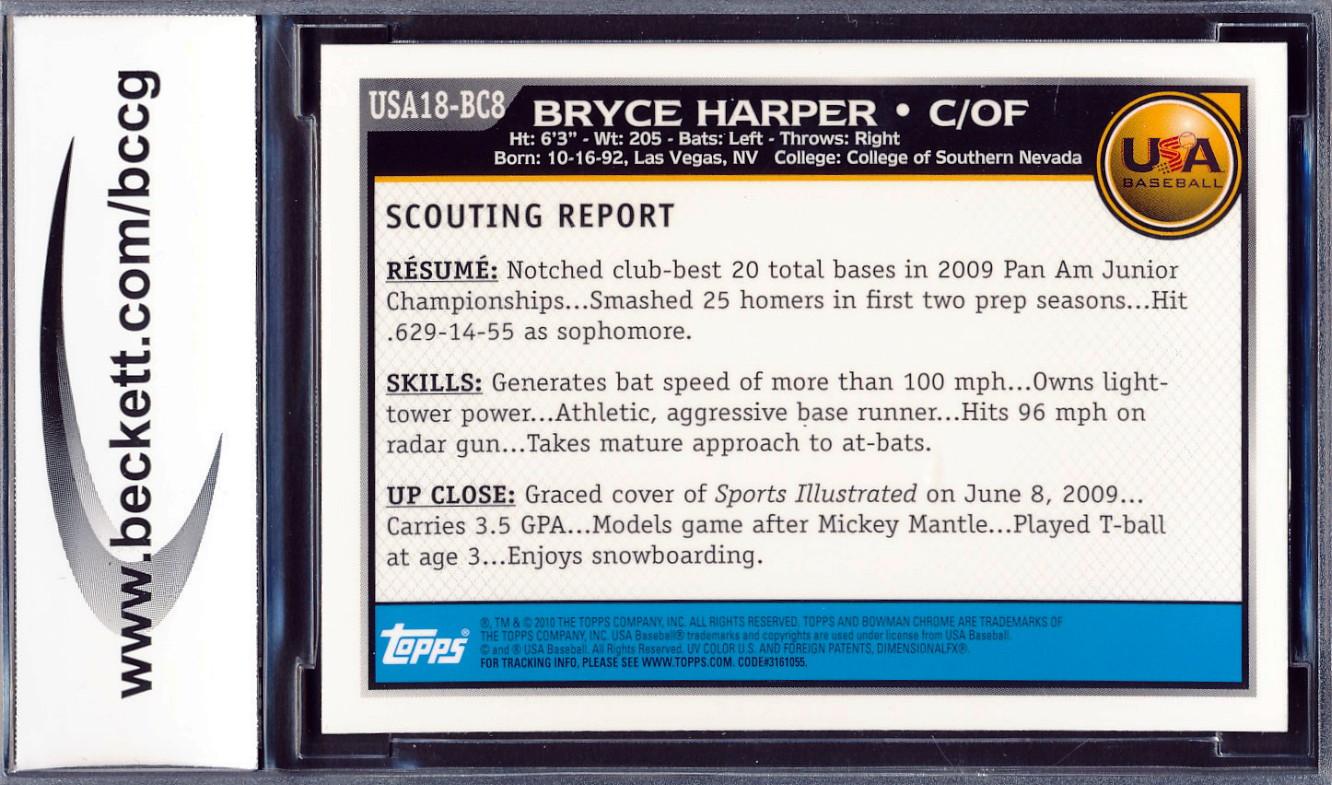 www.beckett.com/bccg
USA18-BC8
BRYCE HARPER • C/OF
Ht: 6'3" - Wt: 205 - Bats: Left - Throws: Right
Born: 10-16-92, Las Vegas, NV College: College of Southern Nevada
USA
BASEBALL
SCOUTING REPORT
RÉSUMÉ: Notched club-best 20 total bases in 2009 Pan Am Junior
Championships...Smashed 25 homers in first two prep seasons...Hit
.629-14-55 as sophomore.
SKILLS: Generates bat speed of more than 100 mph...Owns light-
tower power...Athletic, aggressive base runner...Hits 96 mph on
radar gun...Takes mature approach to at-bats.
UP CLOSE: Graced cover of Sports Illustrated on June 8, 2009...
Carries 3.5 GPA...Models game after Mickey Mantle...Played T-ball
at age 3...Enjoys snowboarding.
topps®
®, TM & © 2010 THE TOPPS COMPANY, INC. ALL RIGHTS RESERVED. TOPPS AND BOWMAN CHROME ARE TRADEMARKS OF
THE TOPPS COMPANY, INC. USA Baseball® trademarks and copyrights are used under license from USA Baseball.
© and ® USA Baseball. All Rights Reserved. UV COLOR U.S. AND FOREIGN PATENTS, DIMENSIONALFX®.
FOR TRACKING INFO, PLEASE SEE WWW.TOPPS.COM. CODE#3161055.